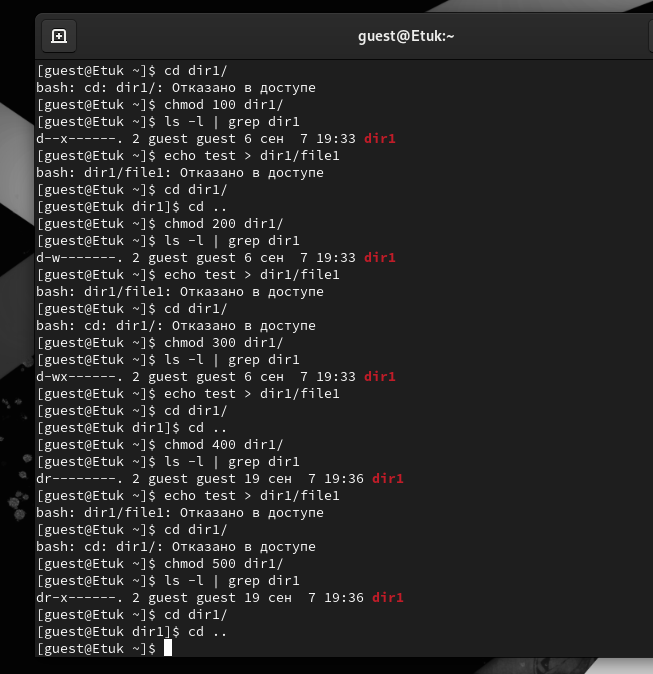 guest@Etuk:~
[guest@Etuk ~]$ cd dir1/
bash: cd: dir1/: Отказано в доступе
[guest@Etuk ~]$ chmod 100 dir1/
[guest@Etuk ~]$ ls -l | grep dir1
d--x------. 2 guest guest 6 сен  7 19:33 dir1
[guest@Etuk ~]$ echo test > dir1/file1
bash: dir1/file1: Отказано в доступе
[guest@Etuk ~]$ cd dir1/
[guest@Etuk dir1]$ cd ..
[guest@Etuk ~]$ chmod 200 dir1/
[guest@Etuk ~]$ ls -l | grep dir1
d-w-------. 2 guest guest 6 сен  7 19:33 dir1
[guest@Etuk ~]$ echo test > dir1/file1
bash: dir1/file1: Отказано в доступе
[guest@Etuk ~]$ cd dir1/
bash: cd: dir1/: Отказано в доступе
[guest@Etuk ~]$ chmod 300 dir1/
[guest@Etuk ~]$ ls -l | grep dir1
d-wx------. 2 guest guest 6 сен  7 19:33 dir1
[guest@Etuk ~]$ echo test > dir1/file1
[guest@Etuk ~]$ cd dir1/
[guest@Etuk dir1]$ cd ..
[guest@Etuk ~]$ chmod 400 dir1/
[guest@Etuk ~]$ ls -l | grep dir1
dr--------. 2 guest guest 19 сен  7 19:36 dir1
[guest@Etuk ~]$ echo test > dir1/file1
bash: dir1/file1: Отказано в доступе
[guest@Etuk ~]$ cd dir1/
bash: cd: dir1/: Отказано в доступе
[guest@Etuk ~]$ chmod 500 dir1/
[guest@Etuk ~]$ ls -l | grep dir1
dr-x------. 2 guest guest 19 сен  7 19:36 dir1
[guest@Etuk ~]$ cd dir1/
[guest@Etuk dir1]$ cd ..
[guest@Etuk ~]$